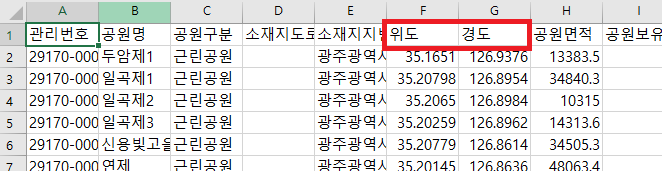 A B C D E F G H I
1 관리번호 공원명 공원구분 소재지도로 소재지지번 위도 경도 공원면적 공원보유
2 29170-000 두암제1 근린공원 광주광역시 35.1651 126.9376 13383.5
3 29170-000 일곡제1 근린공원 광주광역시 35.20798 126.8954 34840.3
4 29170-000 일곡제2 근린공원 광주광역시 35.2065 126.8984 10315
5 29170-000 일곡제3 근린공원 광주광역시 35.20259 126.8962 14313.6
6 29170-000 신용빛고을 근린공원 광주광역시 35.20779 126.8614 34505.3
7 29170-000 연제 근린공원 광주광역시 35.20145 126.8636 48063.4